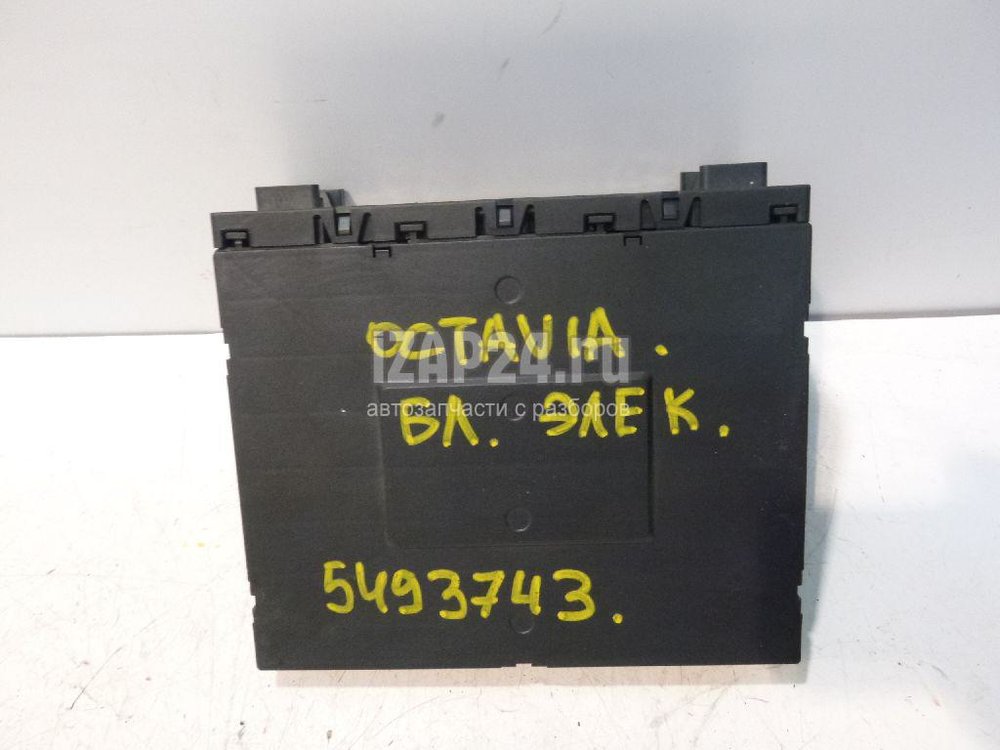 OCTAVIA.
iZAP24.ru
автозапчасти с разборов
БЛ. ЭЛЕК.
5493743.